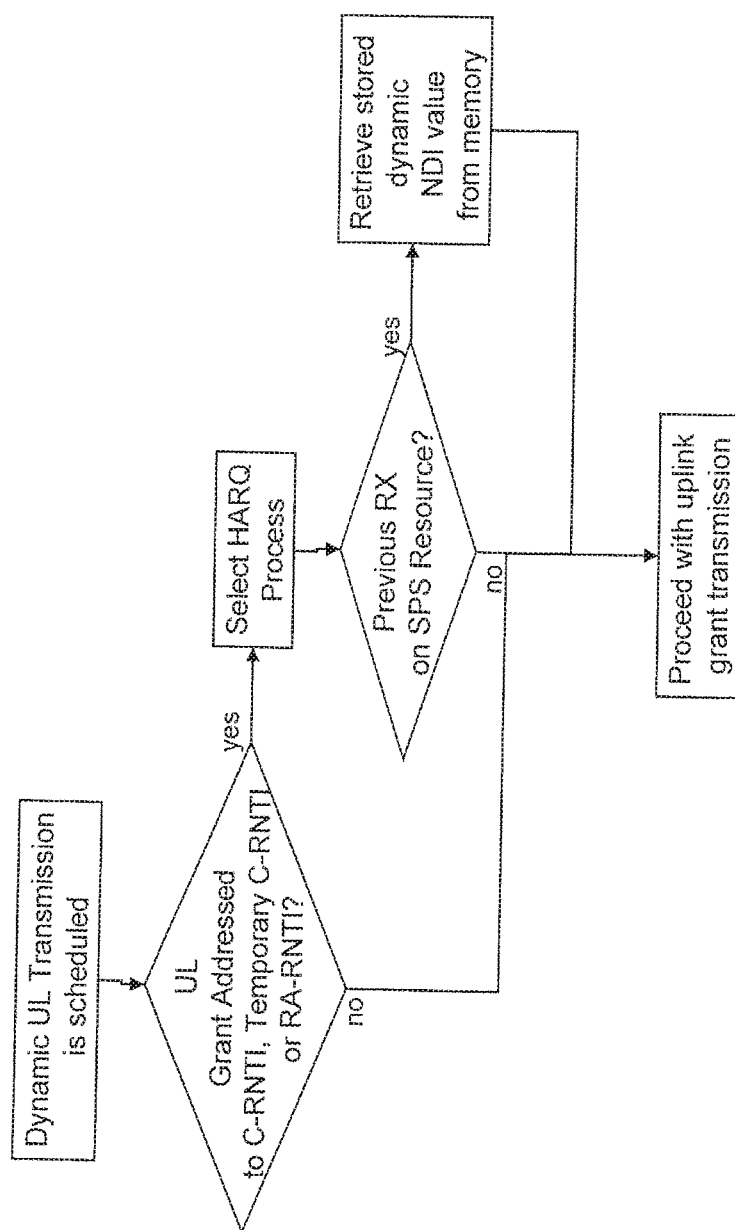 Dynamic UL Transmission
is scheduled
UL
Grant Addressed
to C-RNTI, Temporary C-RNTI
or RA-RNTI?
yes
no
Select HARQ
Process
Previous RX
on SPS Resource?
yes
no
Retrieve stored
dynamic
NDI value
from memory
Proceed with uplink
grant transmission